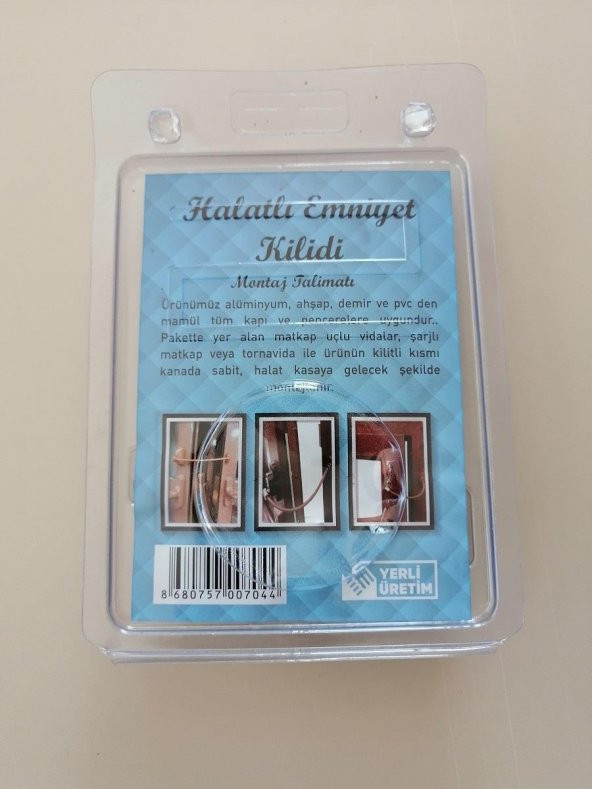 Halatlı Emniyet
Kilidi
Montaj Talimatı
Ürünümüz alüminyum, ahşap, demir ve pvc den
mamül tüm kapı ve pencerelere uygundur..
Pakette yer alan matkap uçlu vidalar, şarjlı
matkap veya tornavida ile ürünün kilitli kısmı
kanada sabit, halat kasaya gelecek şekilde
montajlanır.
8 680757 007044
YERLİ
ÜRETİM